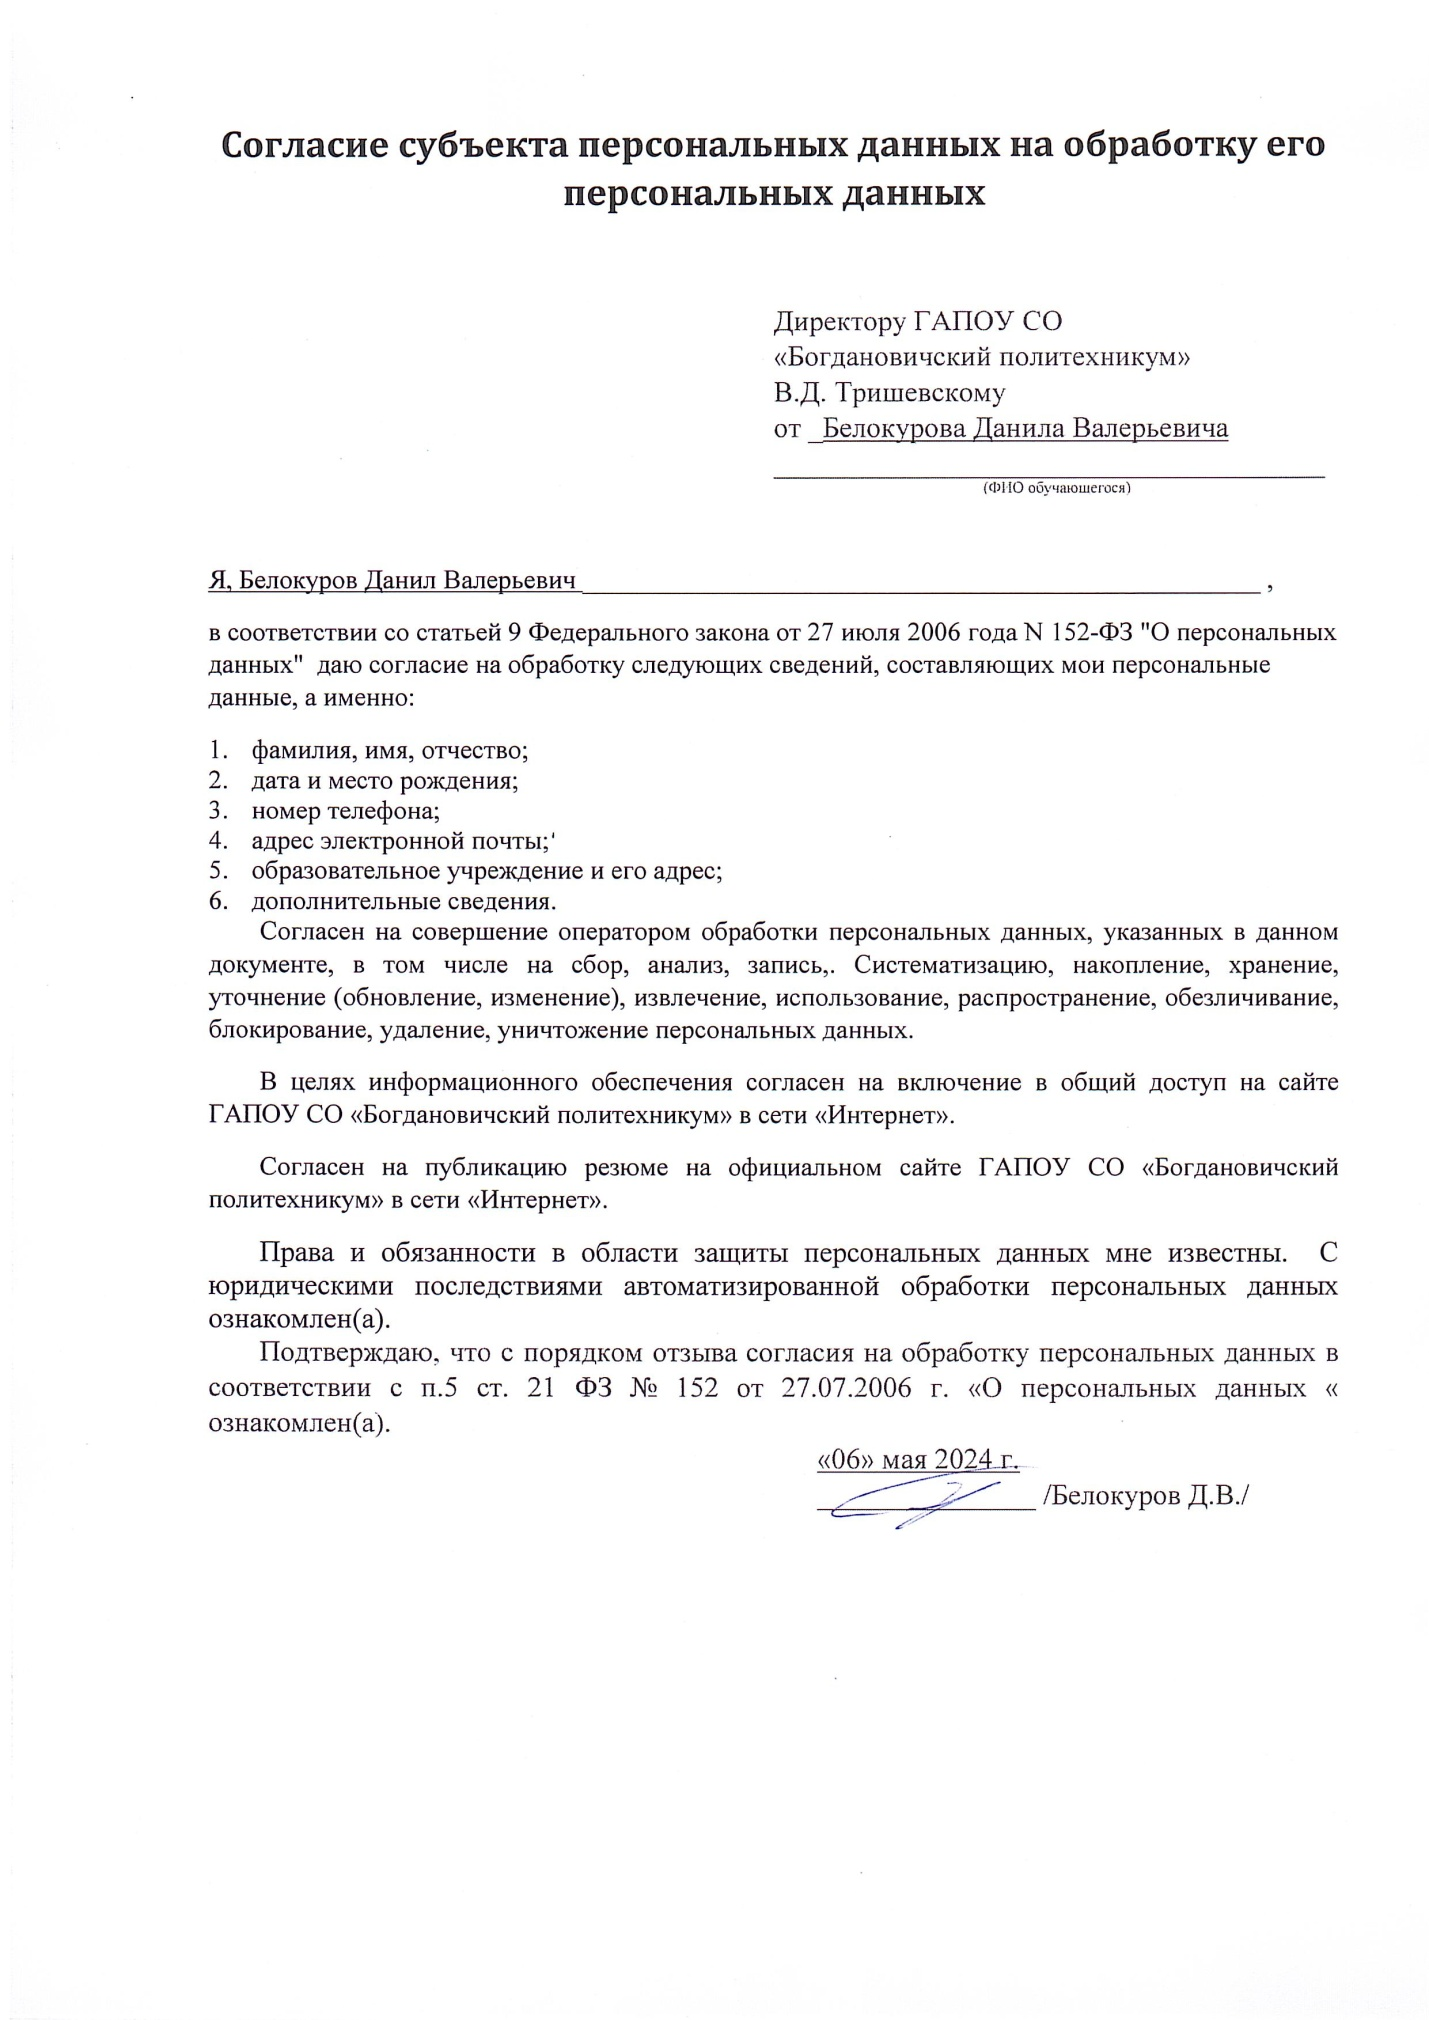 Согласие субъекта персональных данных на обработку его
персональных данных
Директору ГАПОУ СО
«Богдановичский политехникум»
В.Д. Тришевскому
от _Белокурова Данила Валерьевича
(ФИО обучающегося)
Я, Белокуров Данил Валерьевич ,
в соответствии со статьей 9 Федерального закона от 27 июля 2006 года N 152-ФЗ "О персональных
данных" даю согласие на обработку следующих сведений, составляющих мои персональные
данные, а именно:
1. фамилия, имя, отчество;
2. дата и место рождения;
3. номер телефона;
4. адрес электронной почты;
5. образовательное учреждение и его адрес;
6. дополнительные сведения.
Согласен на совершение оператором обработки персональных данных, указанных в данном
документе, в том числе на сбор, анализ, запись,. Систематизацию, накопление, хранение,
уточнение (обновление, изменение), извлечение, использование, распространение, обезличивание,
блокирование, удаление, уничтожение персональных данных.
В целях информационного обеспечения согласен на включение в общий доступ на сайте
ГАПОУ СО «Богдановичский политехникум» в сети «Интернет».
Согласен на публикацию резюме на официальном сайте ГАПОУ СО «Богдановичский
политехникум» в сети «Интернет».
Права и обязанности в области защиты персональных данных мне известны. С
юридическими последствиями автоматизированной обработки персональных данных
ознакомлен(а).
Подтверждаю, что с порядком отзыва согласия на обработку персональных данных в
соответствии с п.5 ст. 21 ФЗ № 152 от 27.07.2006 г. «О персональных данных «
ознакомлен(а).
«06» мая 2024 г.
/Белокуров Д.В./